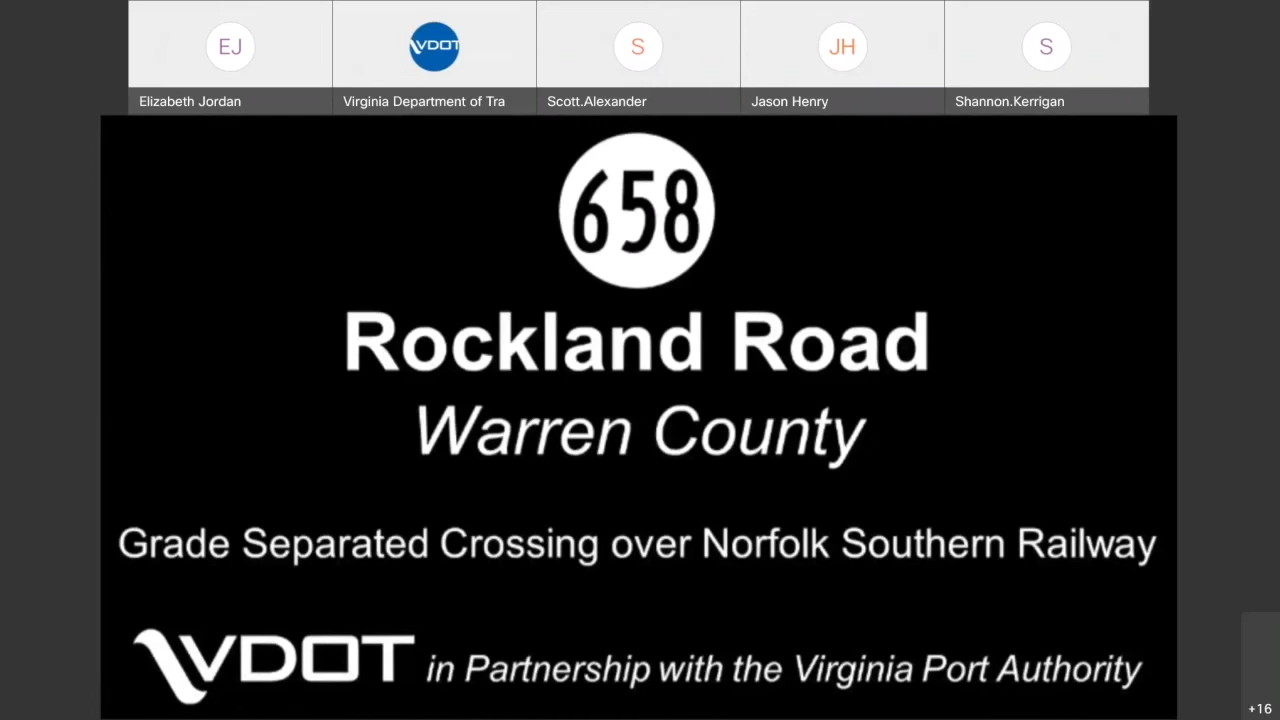 EJ
VDOT
S
JH
S
Elizabeth Jordan
Virginia Department of Tra
Scott.Alexander
Jason Henry
Shannon.Kerrigan
658
Rockland Road
Warren County
Grade Separated Crossing over Norfolk Southern Railway
VDOT in Partnership with the Virginia Port Authority
+16